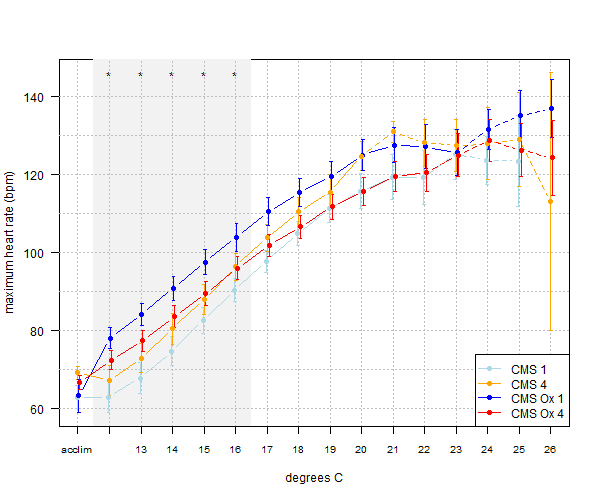 * * * * *
140
120
100
80
60
maximum heart rate (bpm)
CMS 1
CMS 4
CMS Ox 1
CMS Ox 4
acclim 13 14 15 16 17 18 19 20 21 22 23 24 25 26
degrees C